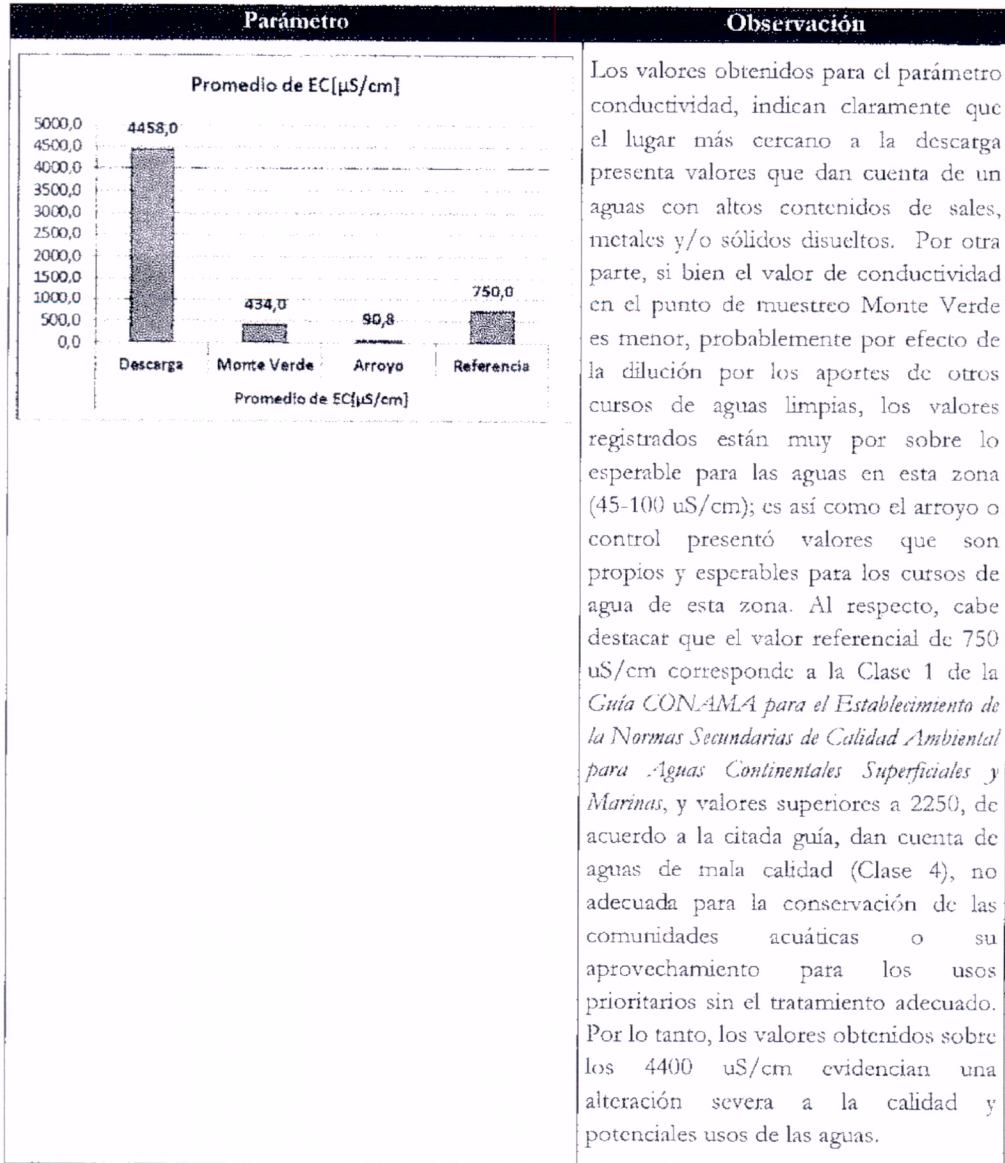 Parámetro
Observación
Promedio de EC[µS/cm]
5000,0
4500,0
4000,0
3500,0
3000,0
2500,0
2000,0
1500,0
1000,0
500,0
0,0
4458,0
434,0
90,8
750,0
Descarga
Monte Verde
Arroyo
Referencia
Promedio de EC[µS/cm]
Los valores obtenidos para el parámetro
conductividad, indican claramente que
el lugar más cercano a la descarga
presenta valores que dan cuenta de un
aguas con altos contenidos de sales,
metales y/o sólidos disueltos. Por otra
parte, si bien el valor de conductividad
en el punto de muestreo Monte Verde
es menor, probablemente por efecto de
la dilución por los aportes de otros
cursos de aguas limpias, los valores
registrados están muy por sobre lo
esperable para las aguas en esta zona
(45-100 uS/cm); es así como el arroyo o
control presentó valores que son
propios y esperables para los cursos de
agua de esta zona. Al respecto, cabe
destacar que el valor referencial de 750
uS/cm corresponde a la Clase 1 de la
Guía CONAMA para el Establecimiento de
la Normas Secundarias de Calidad Ambiental
para Aguas Continentales Superficiales y
Marinas, y valores superiores a 2250, de
acuerdo a la citada guía, dan cuenta de
aguas de mala calidad (Clase 4), no
adecuada para la conservación de las
comunidades acuáticas o su
aprovechamiento para los usos
prioritarios sin el tratamiento adecuado.
Por lo tanto, los valores obtenidos sobre
los 4400 uS/cm evidencian una
alteración severa a la calidad y
potenciales usos de las aguas.